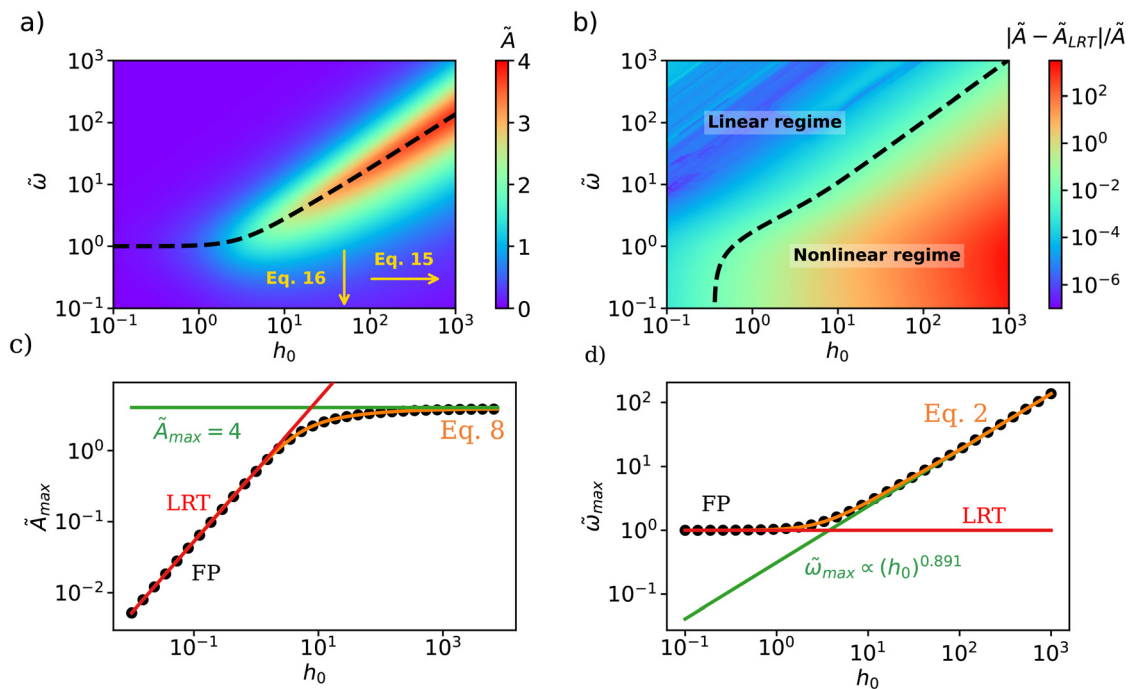 a)
Ã
10³
10²
10¹
10⁰
10⁻¹
ω̃
10⁻¹ 10⁰ 10¹ 10² 10³
h₀
Eq. 16
Eq. 15
4
3
2
1
0
b)
|Ã − Ã_LRT|/Ã
10³
10²
10¹
10⁰
10⁻¹
ω̃
10⁻¹ 10⁰ 10¹ 10² 10³
h₀
Linear regime
Nonlinear regime
10²
10⁰
10⁻²
10⁻⁴
10⁻⁶
c)
Ã_max
10⁰
10⁻¹
10⁻²
10⁻¹ 10¹ 10³
h₀
Ã_max = 4
Eq. 8
LRT
FP
d)
ω̃_max
10²
10¹
10⁰
10⁻¹
10⁻¹ 10⁰ 10¹ 10² 10³
h₀
Eq. 2
FP
LRT
ω̃_max ∝ (h₀)^0.891